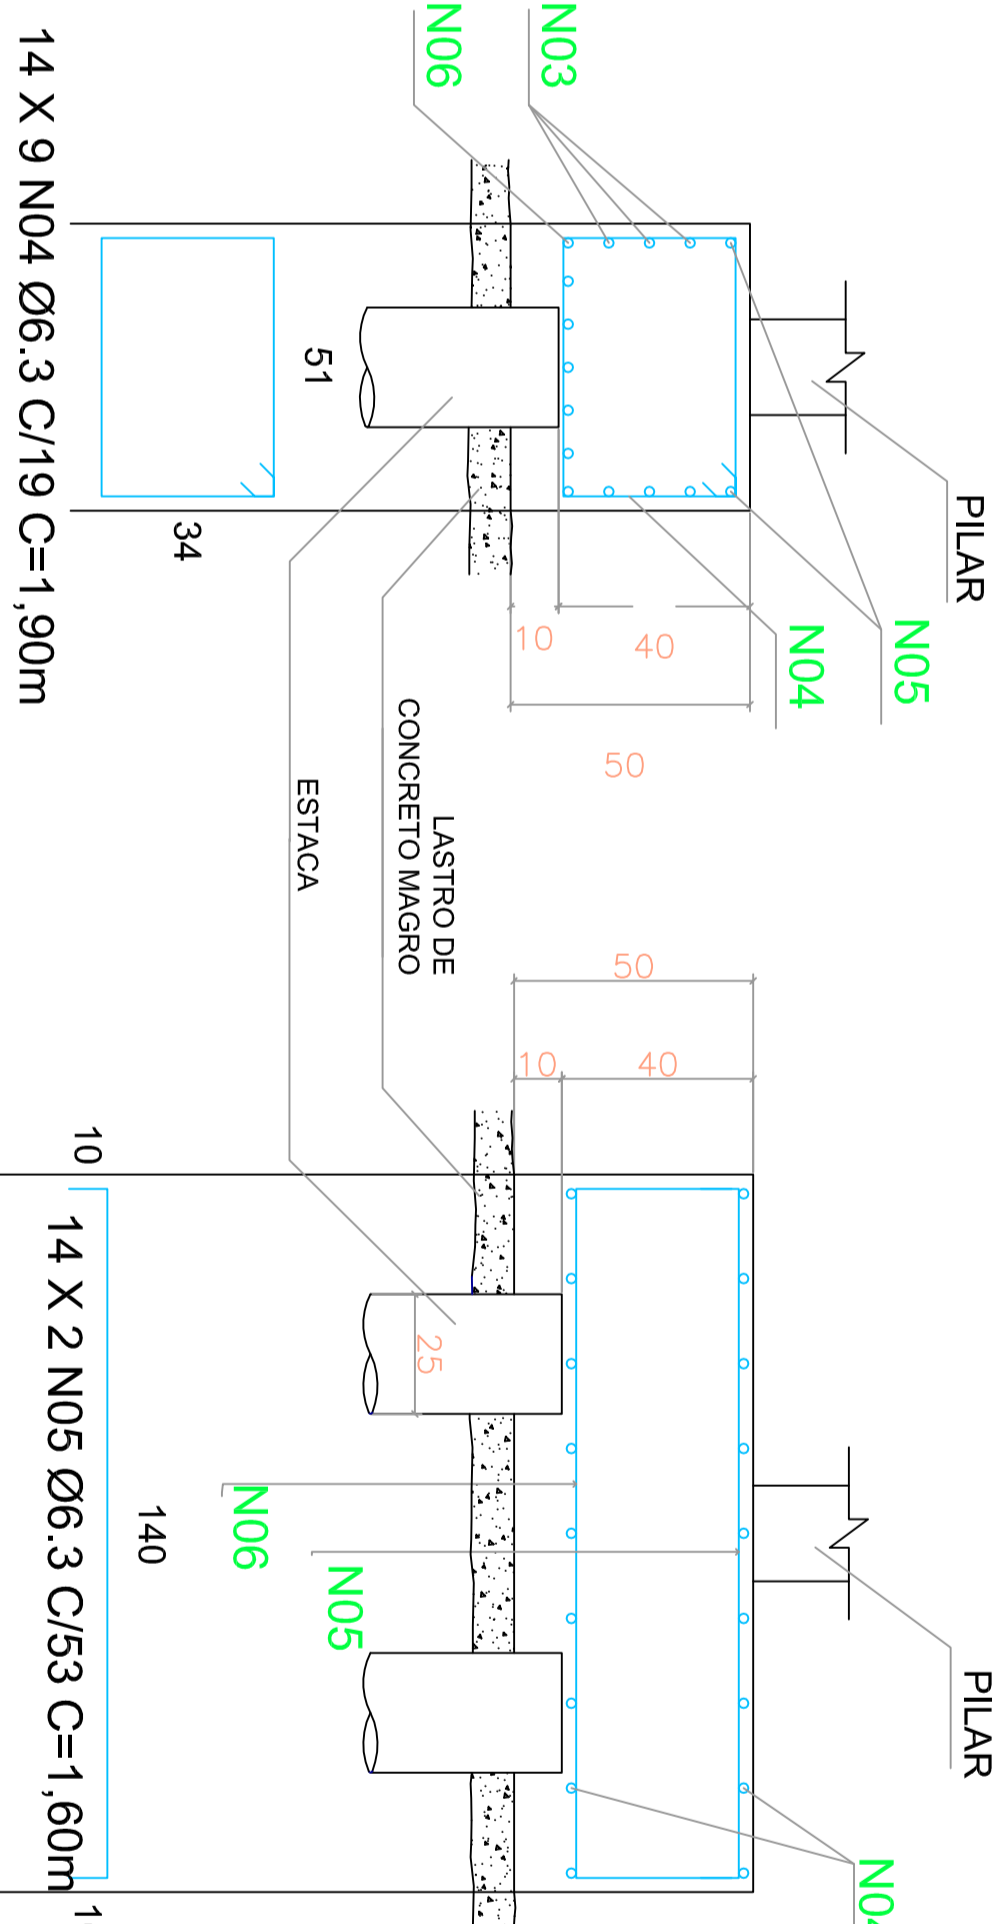 N03
N06
PILAR
N05
N04
10
40
50
51
34
14 X 9 N04 Ø6.3 C/19 C=1,90m
LASTRO DE
CONCRETO MAGRO
ESTACA
50
10
40
25
PILAR
N06
N05
10
140
14 X 2 N05 Ø6.3 C/53 C=1,60m